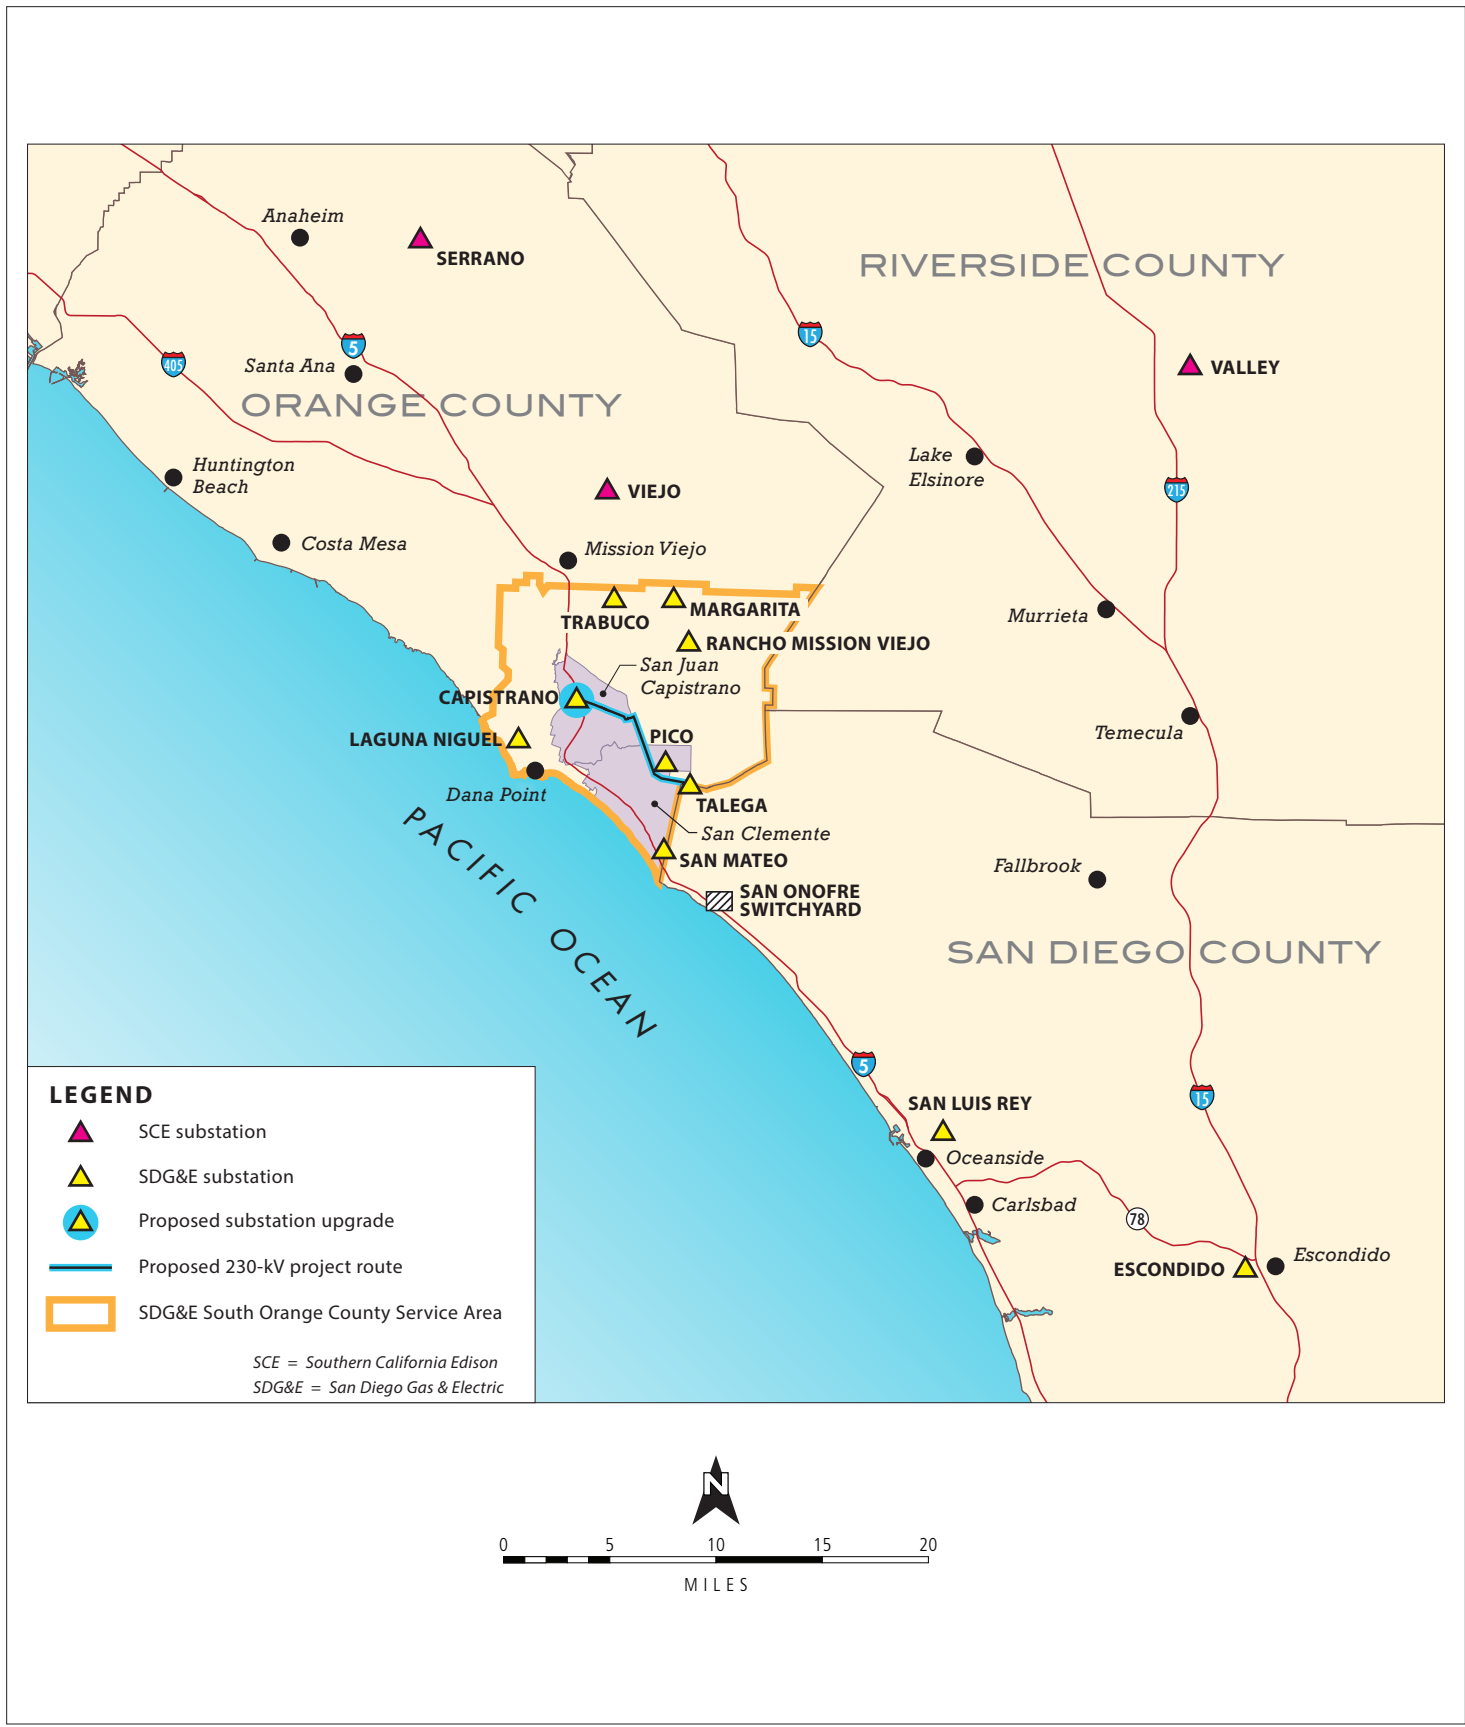 Anaheim
SERRANO
RIVERSIDE COUNTY
15
5
405
Santa Ana
VALLEY
ORANGE COUNTY
Huntington
Beach
Lake
Elsinore
VIEJO
215
Costa Mesa
Mission Viejo
TRABUCO
MARGARITA
Murrieta
RANCHO MISSION VIEJO
San Juan
Capistrano
CAPISTRANO
LAGUNA NIGUEL
PICO
Temecula
Dana Point
TALEGA
San Clemente
PACIFIC OCEAN
SAN MATEO
Fallbrook
SAN ONOFRE
SWITCHYARD
SAN DIEGO COUNTY
5
15
SAN LUIS REY
Oceanside
Carlsbad
78
ESCONDIDO
Escondido
LEGEND
SCE substation
SDG&E substation
Proposed substation upgrade
Proposed 230-kV project route
SDG&E South Orange County Service Area
SCE = Southern California Edison
SDG&E = San Diego Gas & Electric
N
0 5 10 15 20
MILES